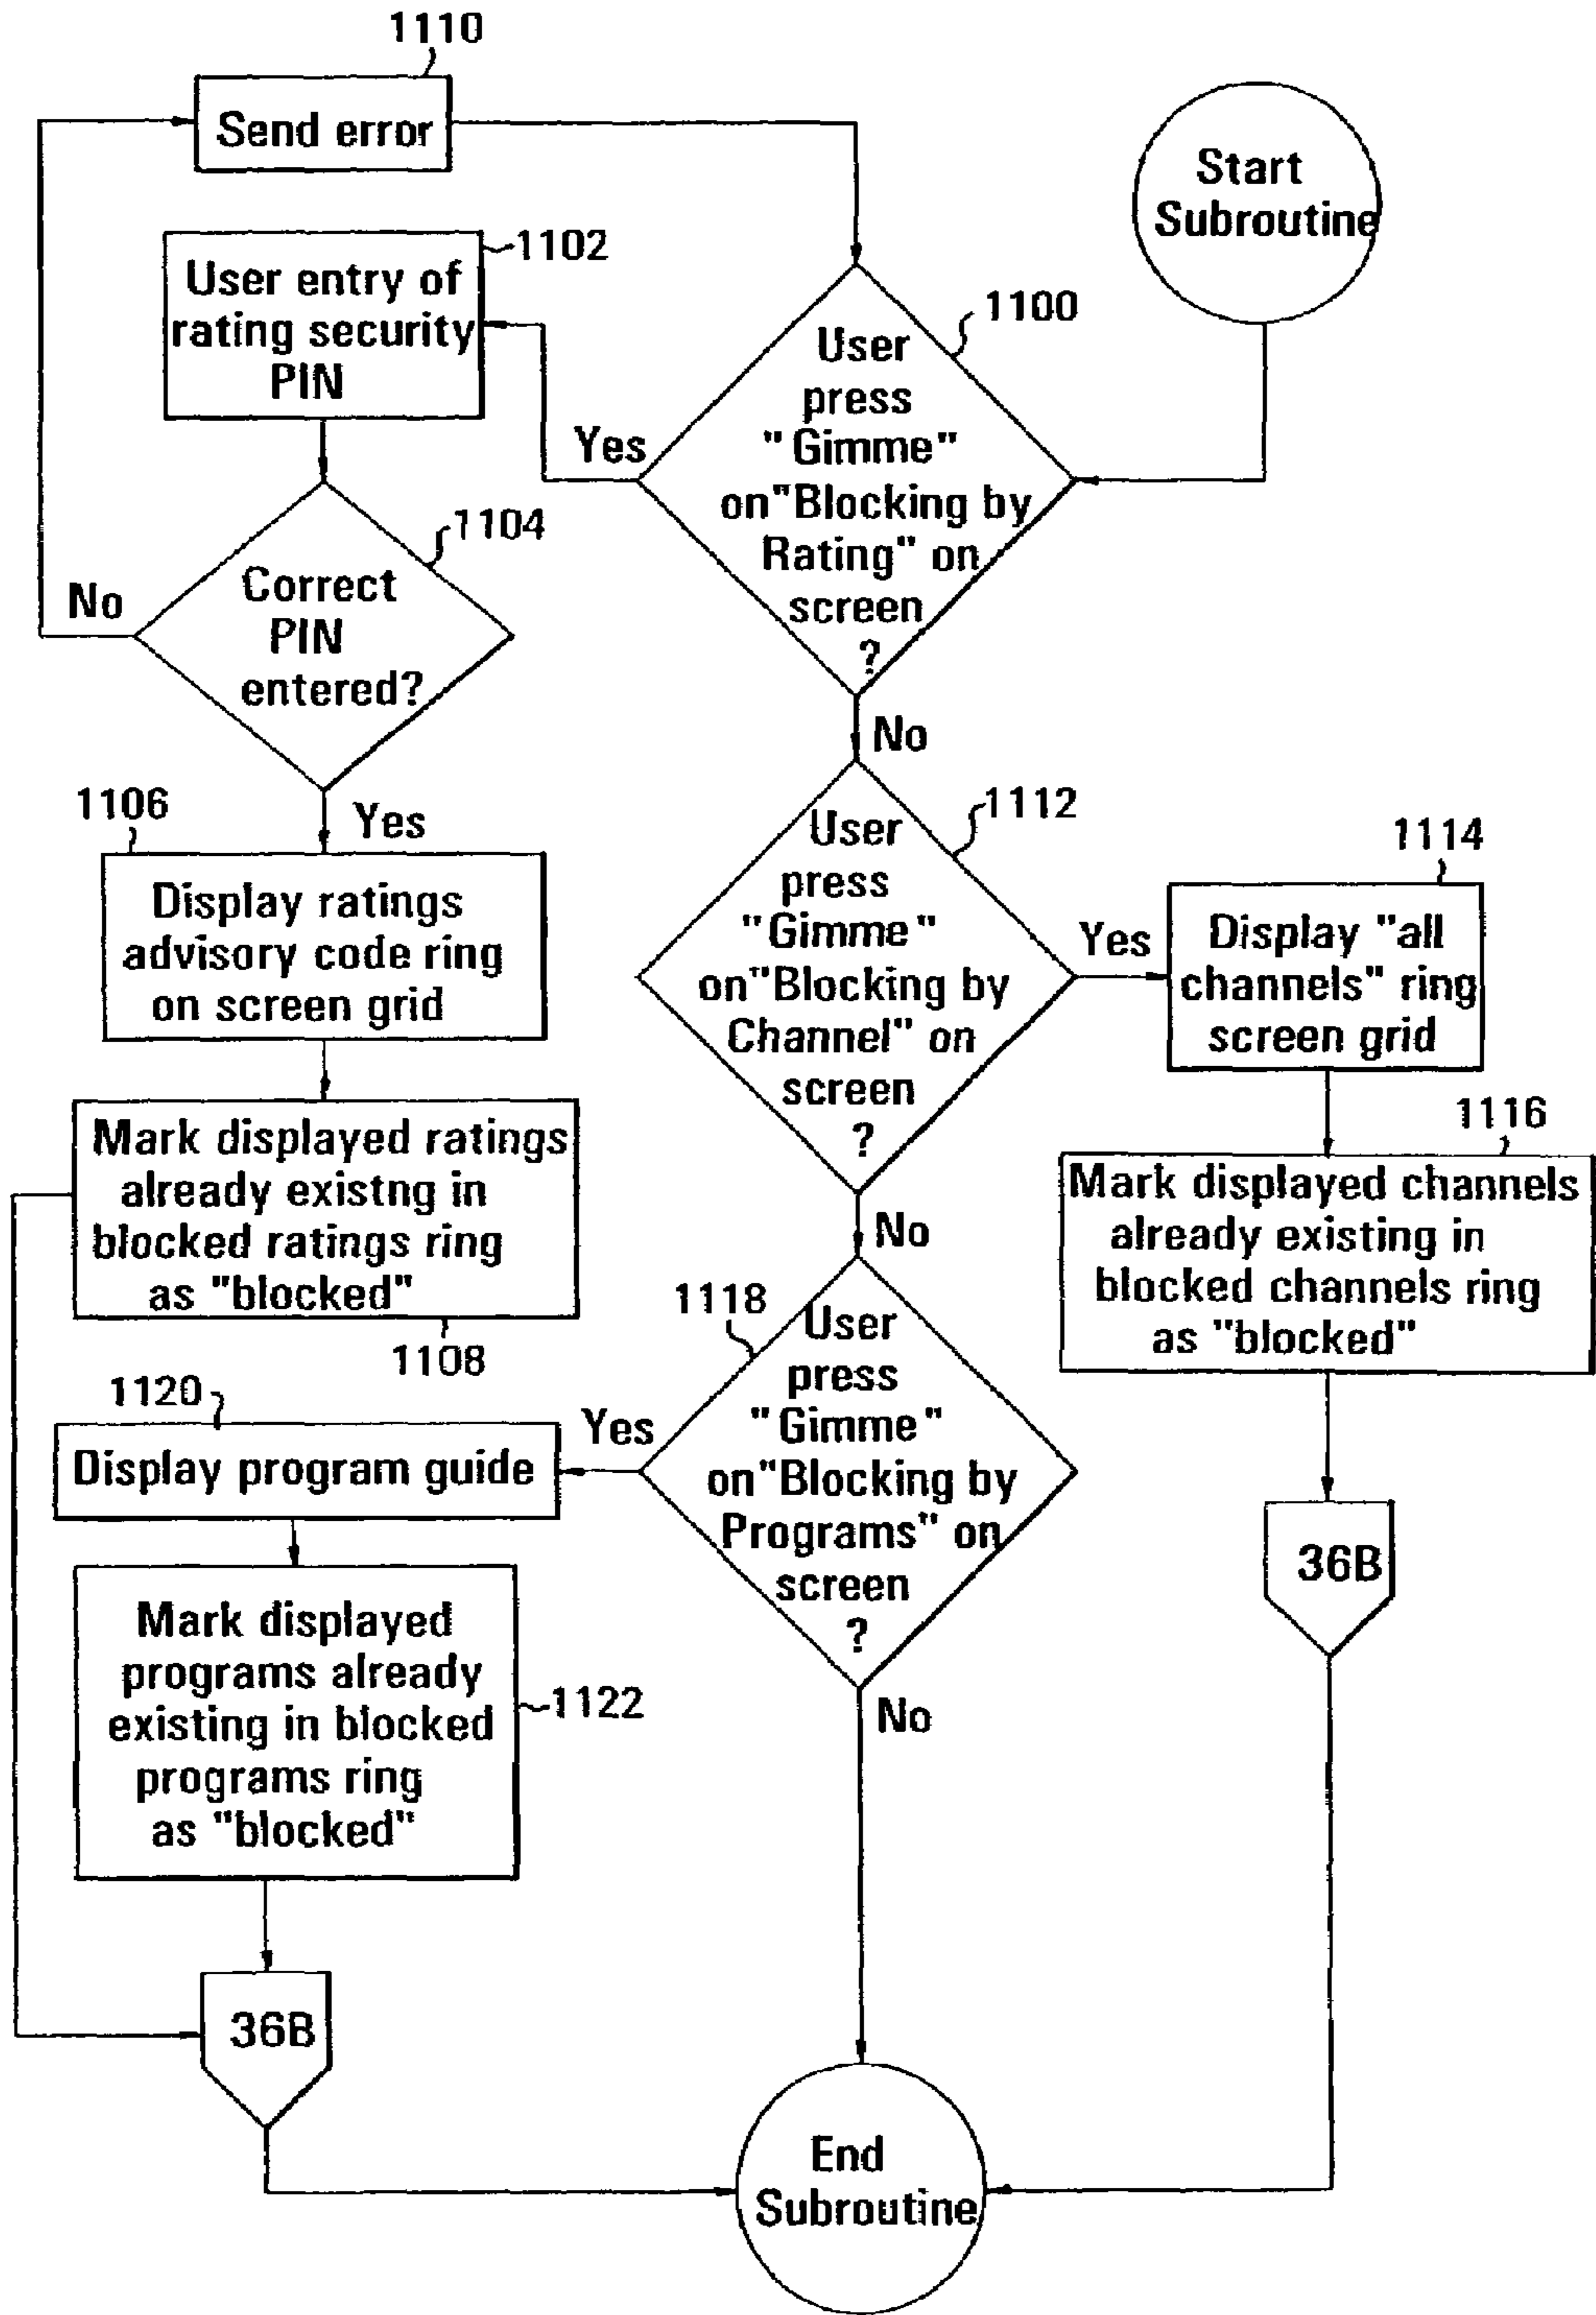 1110
Send error
Start
Subroutine
1102
User entry of
rating security
PIN
1100
User
press
"Gimme"
on"Blocking by
Rating" on
screen
?
Yes
No
1104
Correct
PIN
entered?
No
Yes
1106
Display ratings
advisory code ring
on screen grid
1112
User
press
"Gimme"
on"Blocking by
Channel" on
screen
?
Yes
No
1114
Display "all
channels" ring
screen grid
Mark displayed ratings
already existng in
blocked ratings ring
as "blocked"
1108
1116
Mark displayed channels
already existing in
blocked channels ring
as "blocked"
1118
User
press
"Gimme"
on"Blocking by
Programs" on
screen
?
Yes
No
1120
Display program guide
36B
Mark displayed
programs already
existing in blocked
programs ring
as "blocked"
1122
36B
End
Subroutine